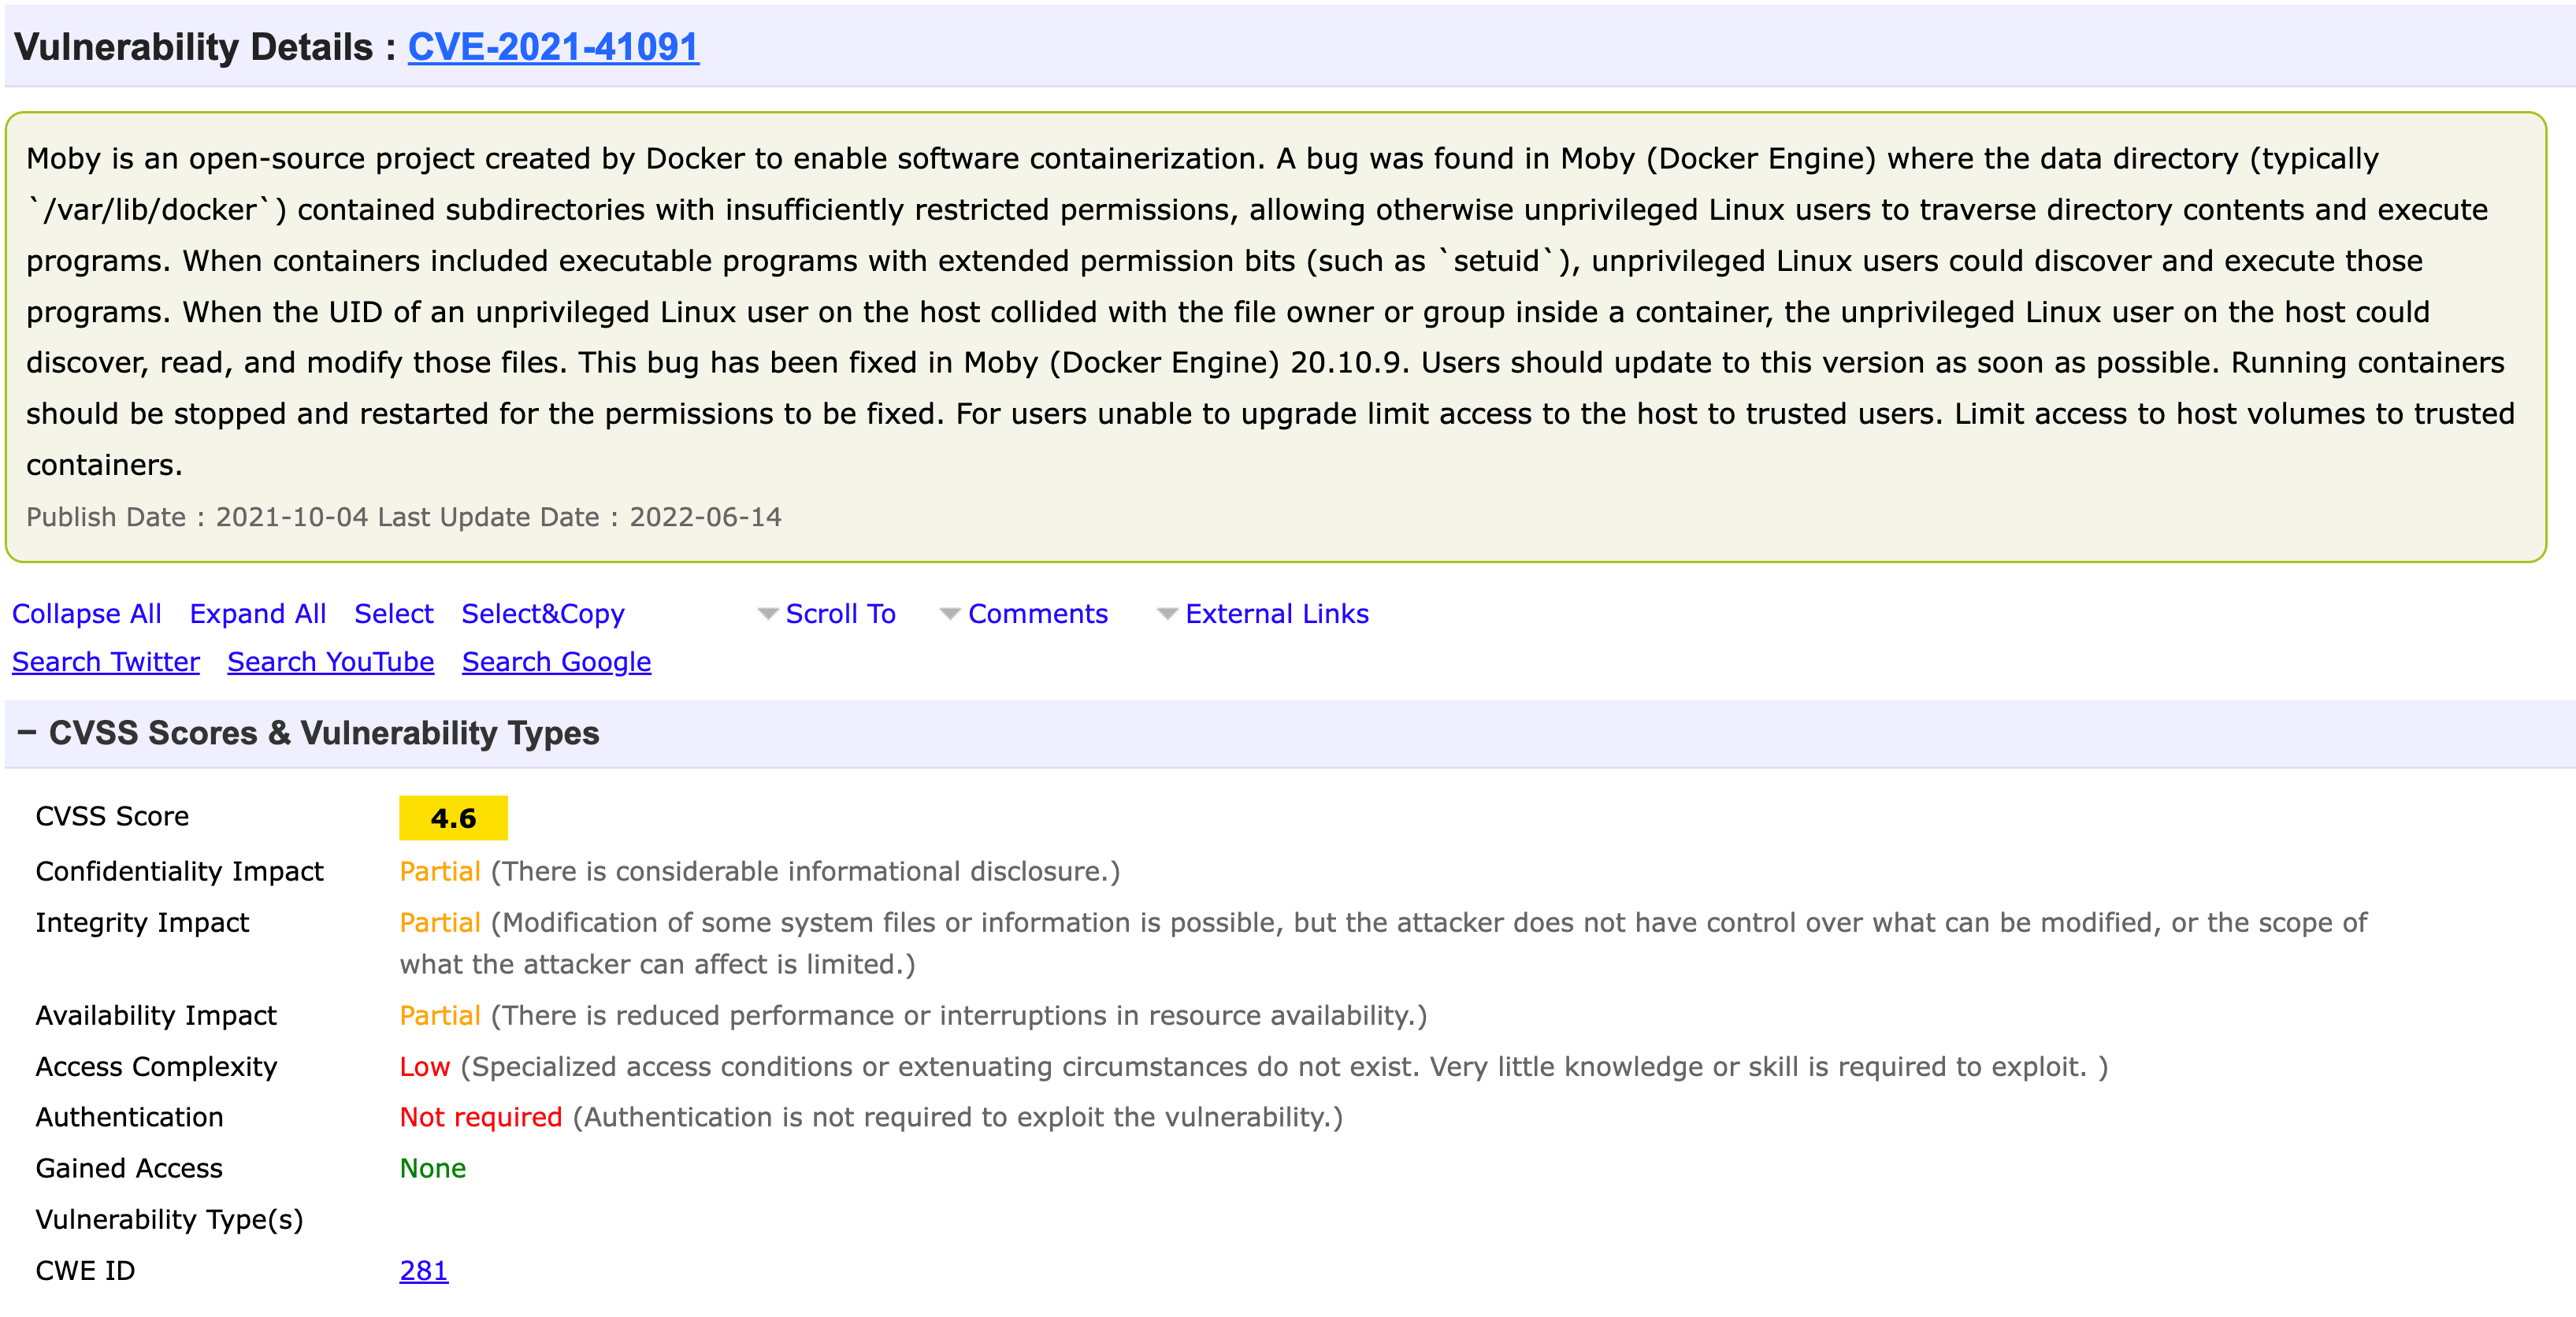 Vulnerability Details : CVE-2021-41091
Moby is an open-source project created by Docker to enable software containerization. A bug was found in Moby (Docker Engine) where the data directory (typically
`/var/lib/docker`) contained subdirectories with insufficiently restricted permissions, allowing otherwise unprivileged Linux users to traverse directory contents and execute
programs. When containers included executable programs with extended permission bits (such as `setuid`), unprivileged Linux users could discover and execute those
programs. When the UID of an unprivileged Linux user on the host collided with the file owner or group inside a container, the unprivileged Linux user on the host could
discover, read, and modify those files. This bug has been fixed in Moby (Docker Engine) 20.10.9. Users should update to this version as soon as possible. Running containers
should be stopped and restarted for the permissions to be fixed. For users unable to upgrade limit access to the host to trusted users. Limit access to host volumes to trusted
containers.
Publish Date : 2021-10-04 Last Update Date : 2022-06-14
Collapse All Expand All Select Select&Copy Scroll To Comments External Links
Search Twitter Search YouTube Search Google
− CVSS Scores & Vulnerability Types
CVSS Score 4.6
Confidentiality Impact Partial (There is considerable informational disclosure.)
Integrity Impact Partial (Modification of some system files or information is possible, but the attacker does not have control over what can be modified, or the scope of
what the attacker can affect is limited.)
Availability Impact Partial (There is reduced performance or interruptions in resource availability.)
Access Complexity Low (Specialized access conditions or extenuating circumstances do not exist. Very little knowledge or skill is required to exploit. )
Authentication Not required (Authentication is not required to exploit the vulnerability.)
Gained Access None
Vulnerability Type(s)
CWE ID 281